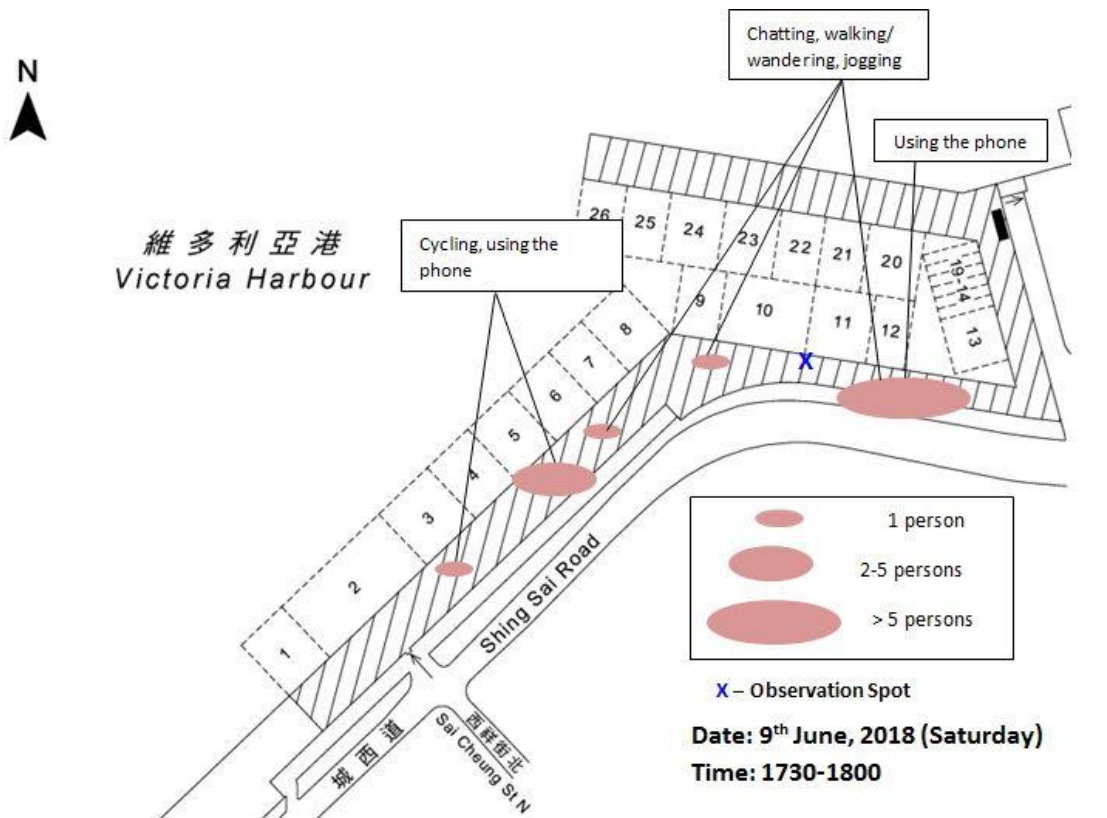 Chatting, walking/
wandering, jogging
N
Using the phone
維多利亞港
Victoria Harbour
Cycling, using the
phone
26
25
24
23
22
21
20
19-14
13
9
10
11
12
8
7
6
5
4
3
2
1
Shing Sai Road
城西道
西祥街北
Sai Cheung St N
1 person
2-5 persons
> 5 persons
X – Observation Spot
Date: 9th June, 2018 (Saturday)
Time: 1730-1800